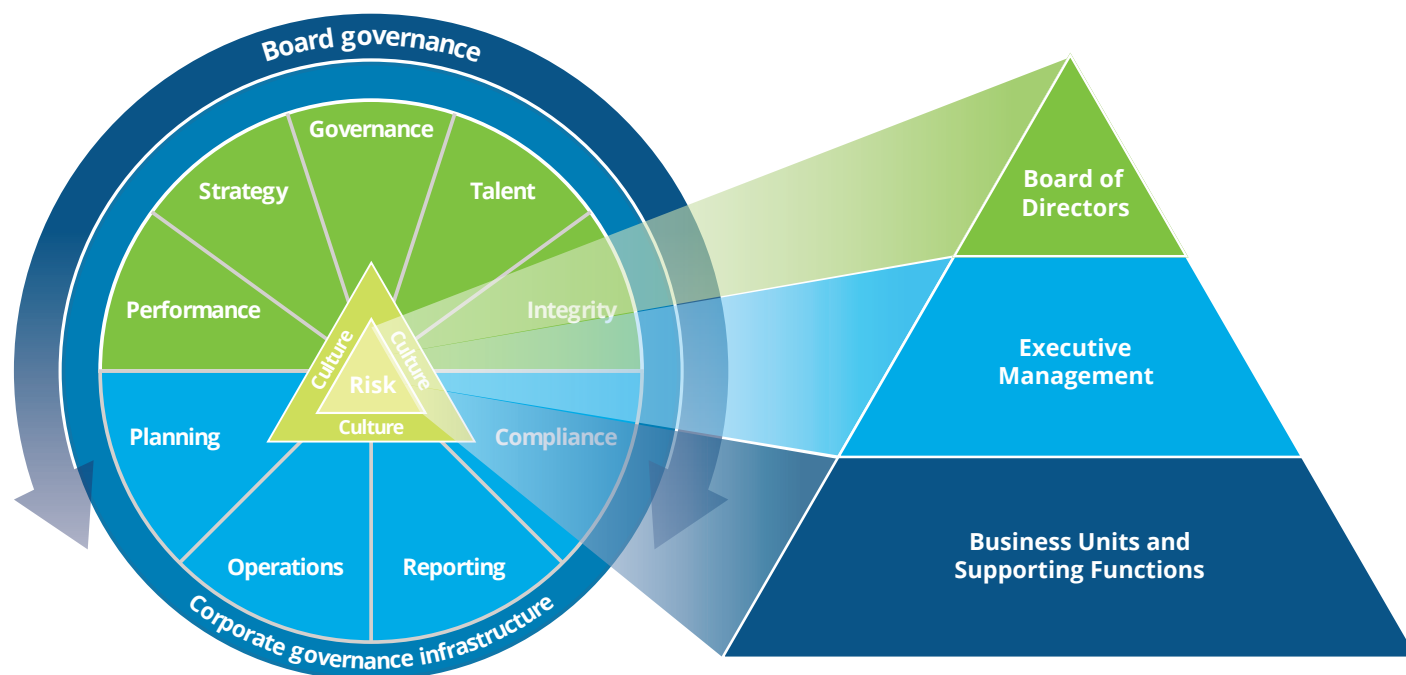 Board governance
Governance
Strategy
Talent
Performance
Integrity
Culture
Culture
Risk
Culture
Planning
Compliance
Operations
Reporting
Corporate governance infrastructure
Board of
Directors
Executive
Management
Business Units and
Supporting Functions